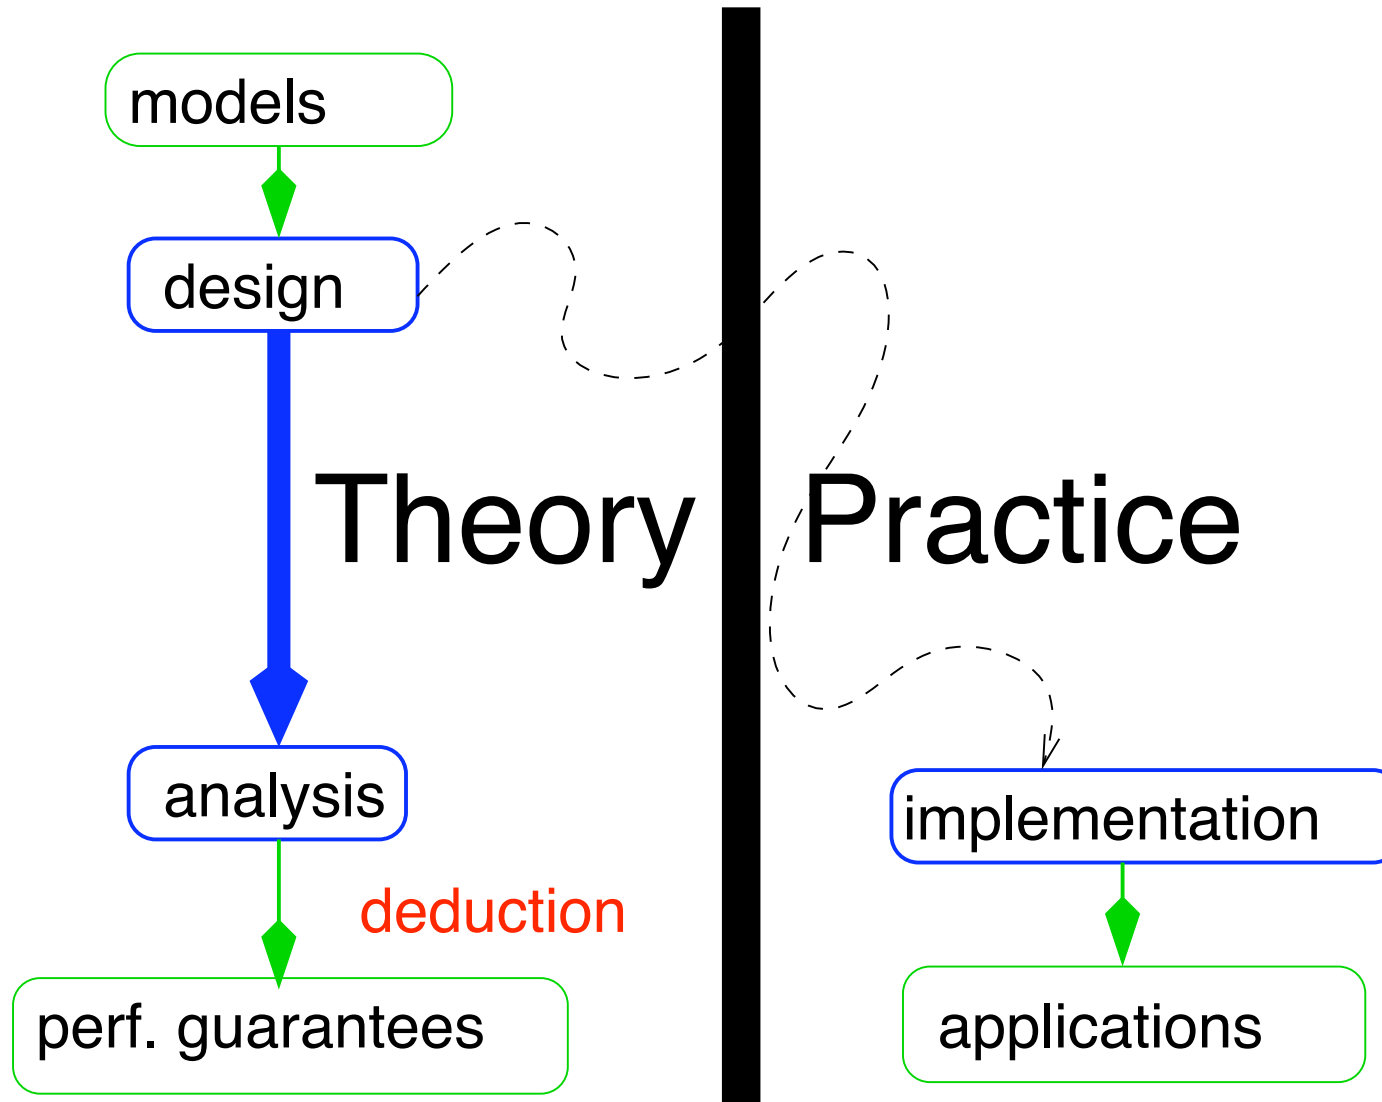 models
design
Theory
Practice
analysis
implementation
deduction
perf. guarantees
applications